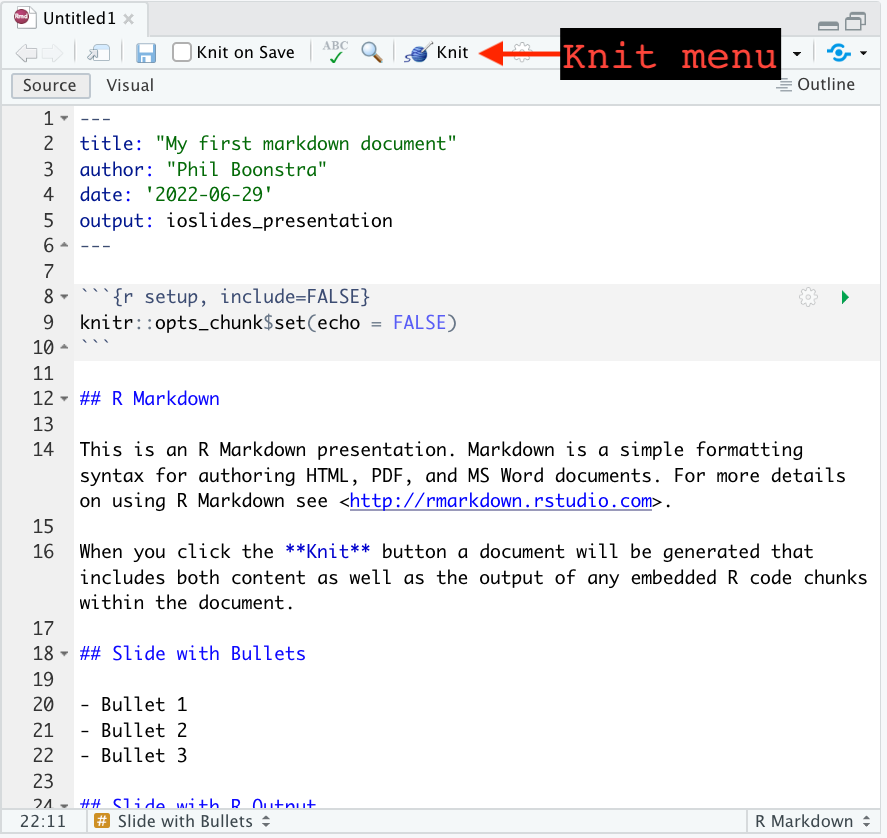 Untitled1
Knit on Save ABC Knit Knit menu
Source Visual Outline
1 ---
2 title: "My first markdown document"
3 author: "Phil Boonstra"
4 date: '2022-06-29'
5 output: ioslides_presentation
6 ---
7
8 ```{r setup, include=FALSE}
9 knitr::opts_chunk$set(echo = FALSE)
10 ```
11
12 ## R Markdown
13
14 This is an R Markdown presentation. Markdown is a simple formatting
syntax for authoring HTML, PDF, and MS Word documents. For more details
on using R Markdown see <http://rmarkdown.rstudio.com>.
15
16 When you click the **Knit** button a document will be generated that
includes both content as well as the output of any embedded R code chunks
within the document.
17
18 ## Slide with Bullets
19
20 - Bullet 1
21 - Bullet 2
22 - Bullet 3
23
24 ## Slide with R Output
22:11 # Slide with Bullets R Markdown